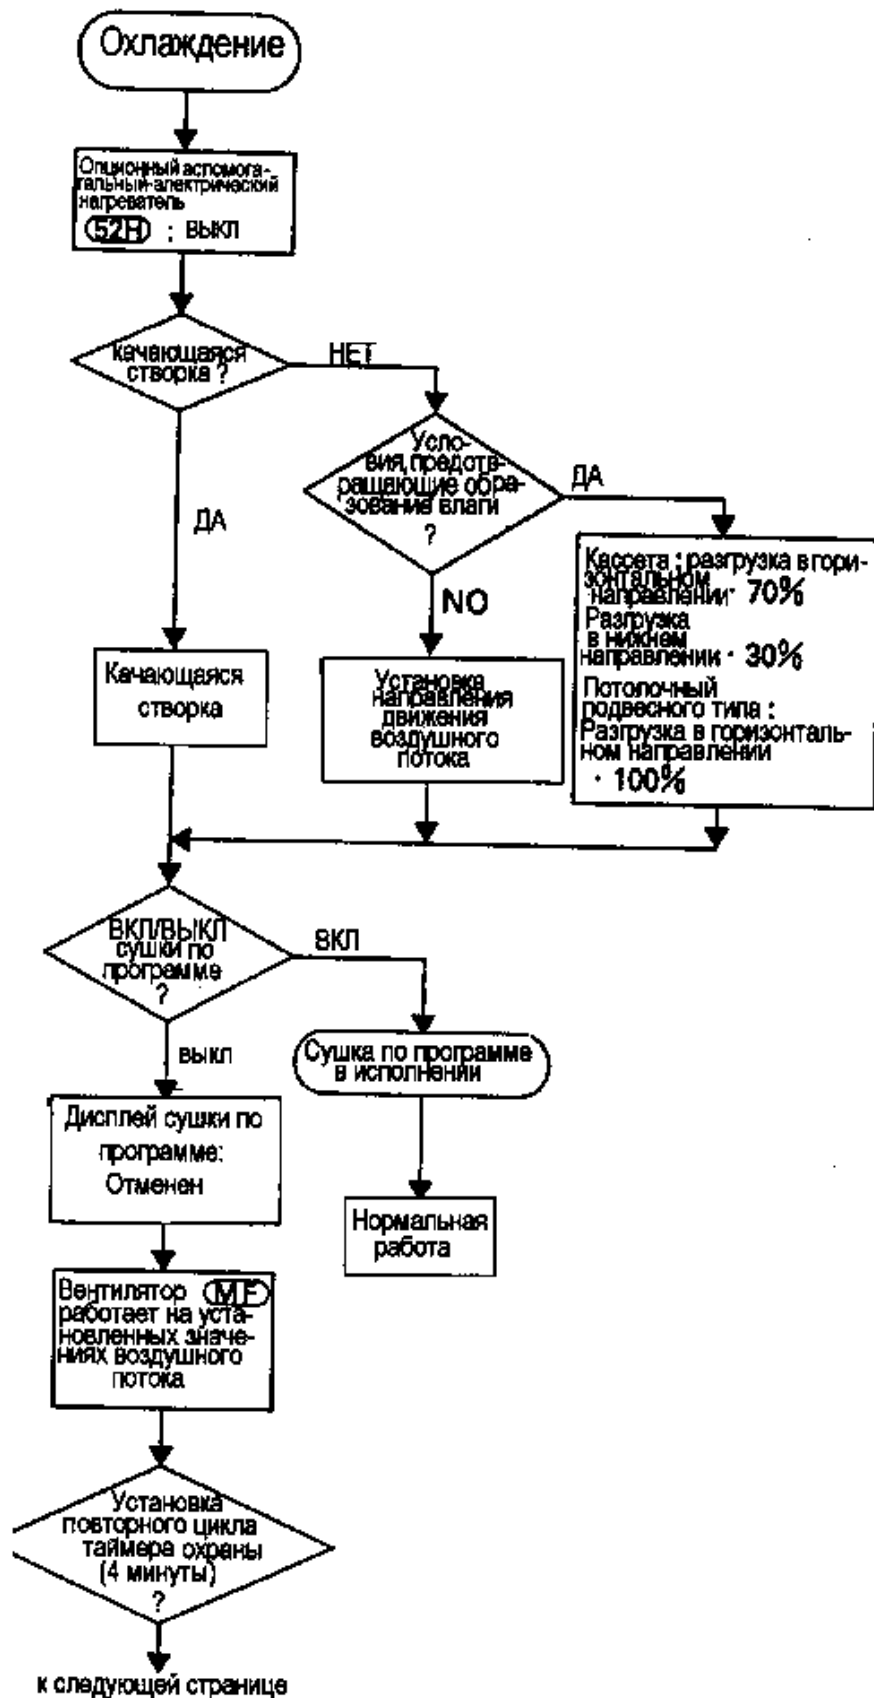 Охлаждение
Опционный аспомога-
тальный электрический
нагреватель
52H : ВЫКЛ
качающаяся
створка ?
НЕТ
Усло-
вия, предотв-
ращающие обра-
зование влаги
?
ДА
ДА
NO
Кассета : разгрузка в гори-
зонтальном
направлении· 70%
Разгрузка
в нижнем
направлении · 30%
Потолочный
подвесного типа :
Разгрузка в горизонталь-
ном направлении
· 100%
Качающаяся
створка
Установка
направления
движения
воздушного
потока
ВКЛ/ВЫКЛ
сушки по
программе
?
ВКЛ
выкл
Сушка по программе
в исполнении
Дисплей сушки по
программе:
Отменен
Нормальная
работа
Вентилятор MF
работает на уста-
новленных значе-
ниях воздушного
потока
Установка
повторного цикла
таймера охраны
(4 минуты)
?
к следующей странице